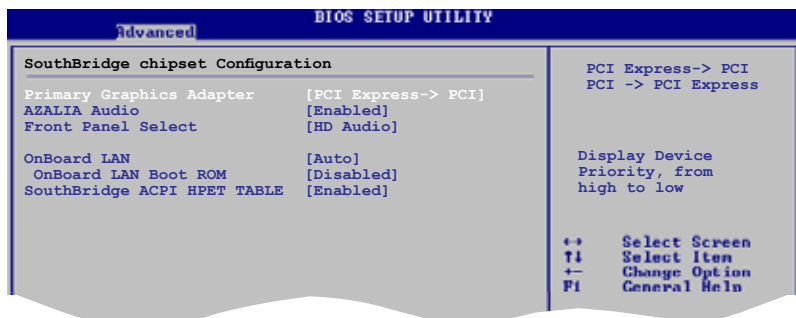 BIOS SETUP UTILITY
Advanced
SouthBridge chipset Configuration
Primary Graphics Adapter [PCI Express-> PCI]
AZALIA Audio [Enabled]
Front Panel Select [HD Audio]
OnBoard LAN [Auto]
OnBoard LAN Boot ROM [Disabled]
SouthBridge ACPI HPET TABLE [Enabled]
PCI Express-> PCI
PCI -> PCI Express
Display Device
Priority, from
high to low
↔ Select Screen
↑↓ Select Item
+- Change Option
F1 General Help